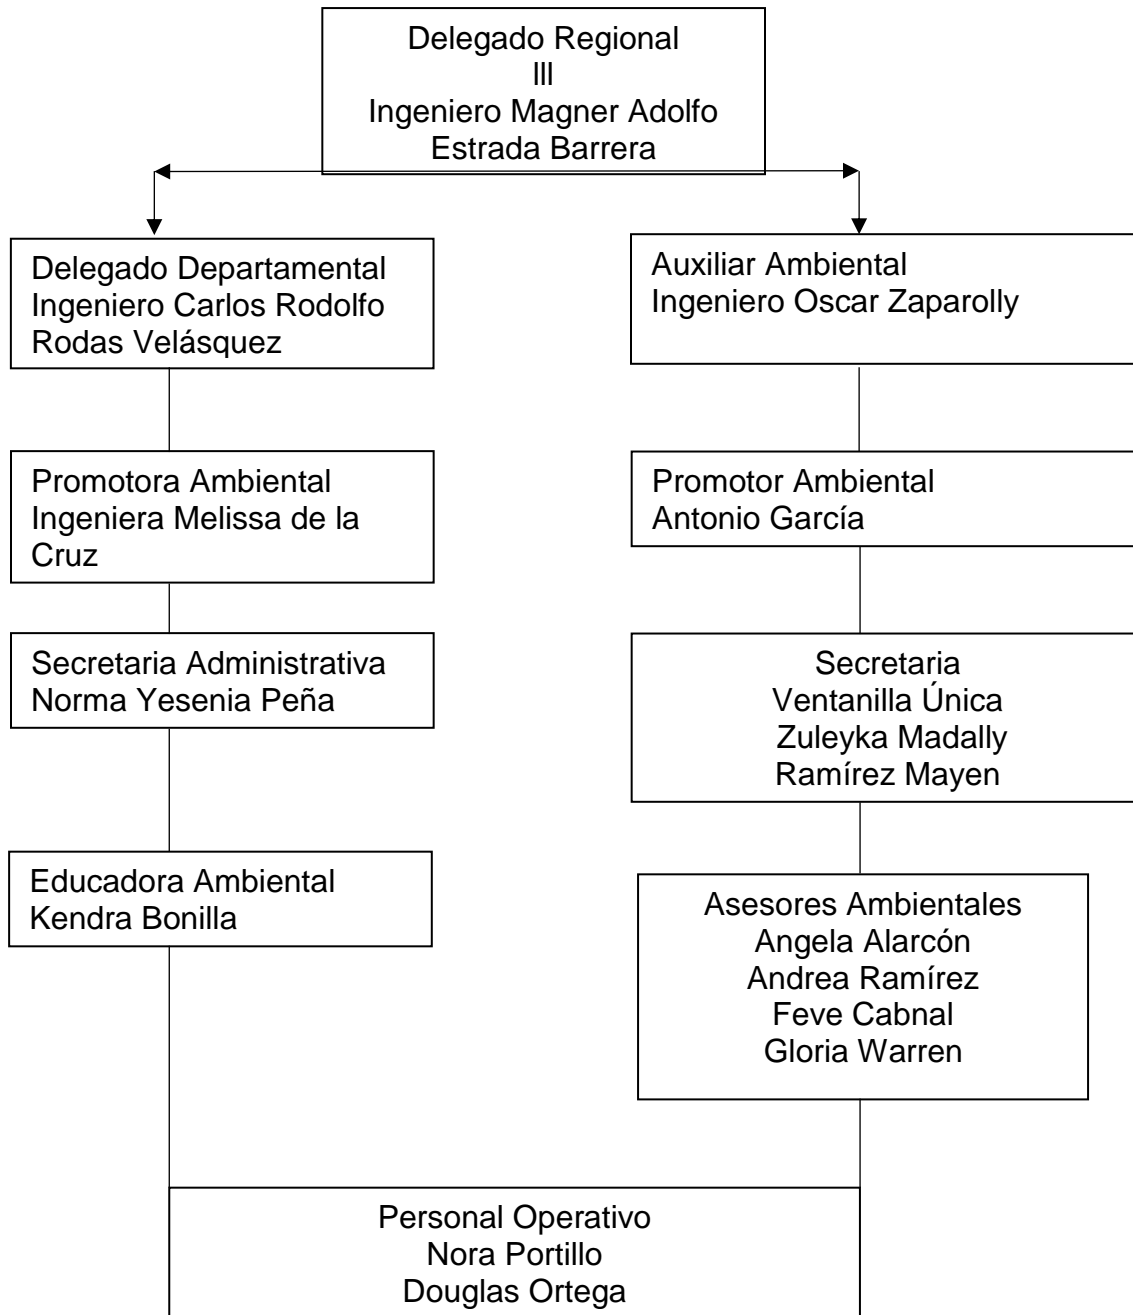 Delegado Regional
III
Ingeniero Magner Adolfo
Estrada Barrera
Delegado Departamental
Ingeniero Carlos Rodolfo
Rodas Velásquez
Auxiliar Ambiental
Ingeniero Oscar Zaparolly
Promotora Ambiental
Ingeniera Melissa de la
Cruz
Promotor Ambiental
Antonio García
Secretaria Administrativa
Norma Yesenia Peña
Secretaria
Ventanilla Única
Zuleyka Madally
Ramírez Mayen
Educadora Ambiental
Kendra Bonilla
Asesores Ambientales
Angela Alarcón
Andrea Ramírez
Feve Cabnal
Gloria Warren
Personal Operativo
Nora Portillo
Douglas Ortega